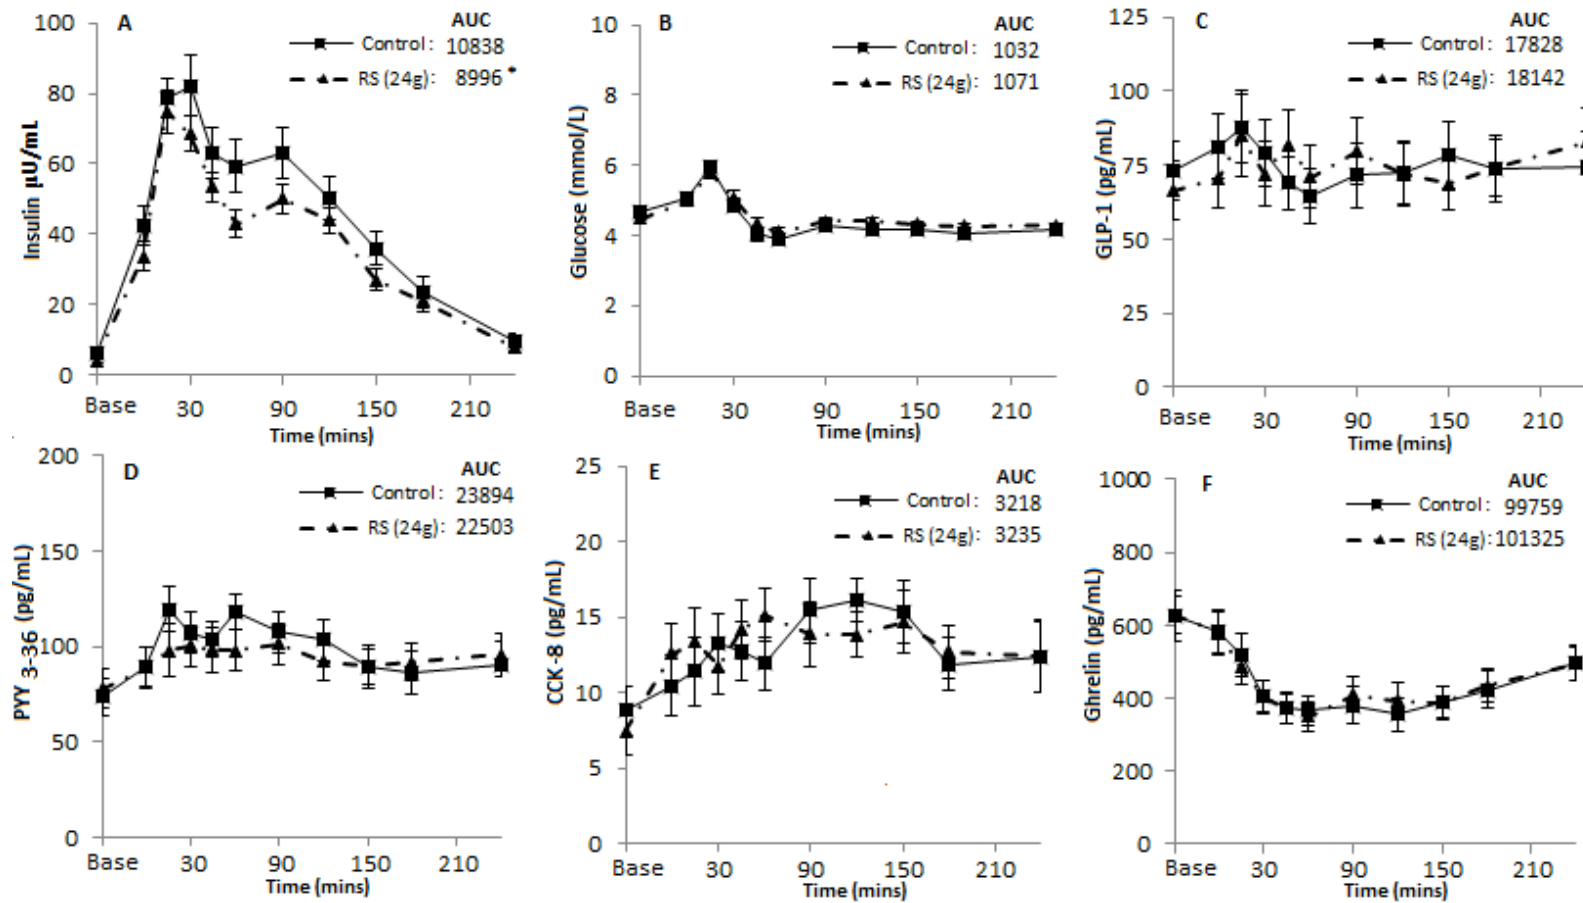 A
AUC
Control: 10838
RS (24g): 8996 *
Insulin µU/mL
100
80
60
40
20
0
Base 30 90 150 210
Time (mins)
B
AUC
Control: 1032
RS (24g): 1071
Glucose (mmol/L)
10
8
6
4
2
0
Base 30 90 150 210
Time (mins)
C
AUC
Control: 17828
RS (24g): 18142
GLP-1 (pg/mL)
125
100
75
50
25
0
Base 30 90 150 210
Time (mins)
D
AUC
Control: 23894
RS (24g): 22503
PYY 3-36 (pg/mL)
200
150
100
50
0
Base 30 90 150 210
Time (mins)
E
AUC
Control: 3218
RS (24g): 3235
CCK -8 (pg/mL)
25
20
15
10
5
0
Base 30 90 150 210
Time (mins)
F
AUC
Control: 99759
RS (24g): 101325
Ghrelin (pg/mL)
1000
800
600
400
200
0
Base 30 90 150 210
Time (mins)